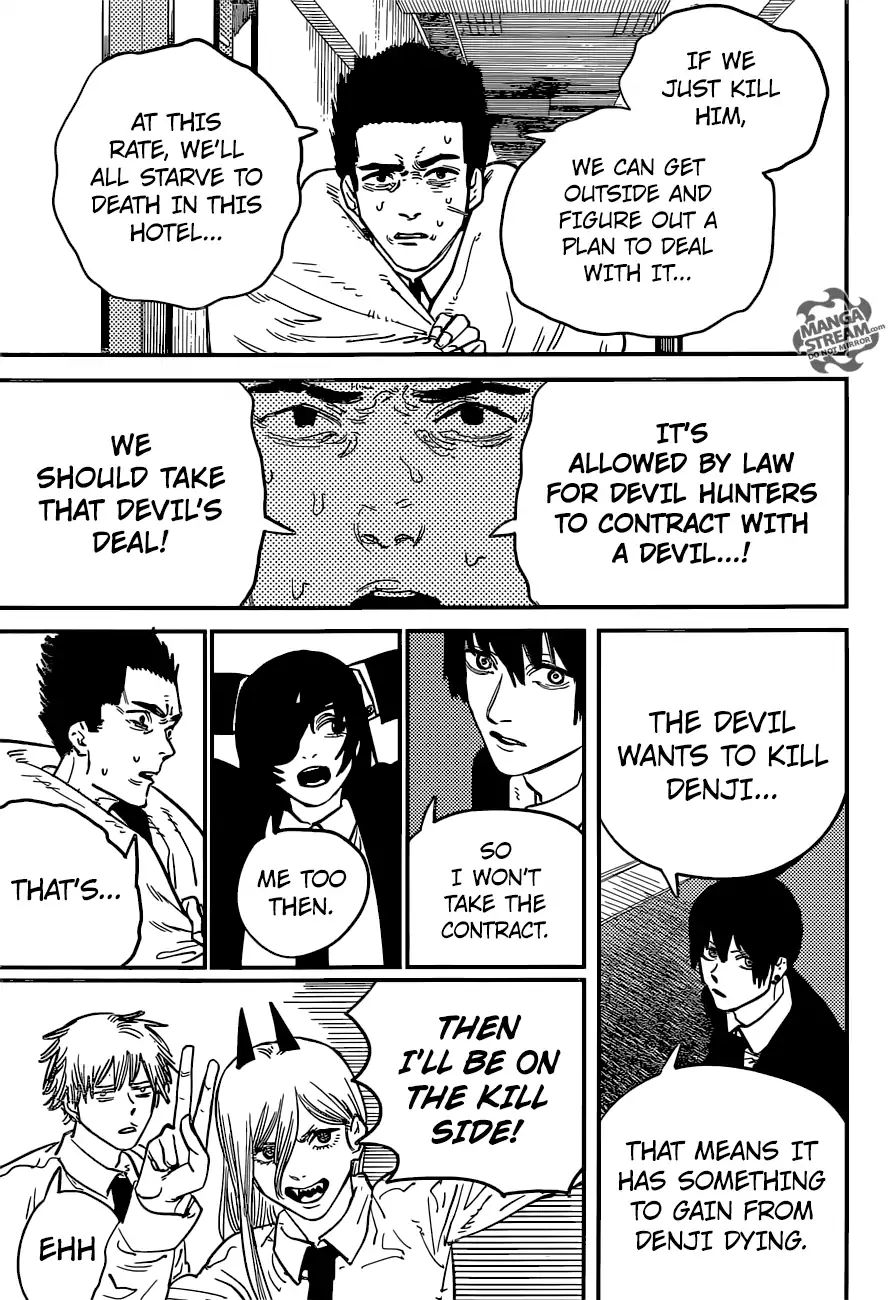 IF WE
JUST KILL
HIM,
WE CAN GET
OUTSIDE AND
FIGURE OUT A
PLAN TO DEAL
WITH IT...
AT THIS
RATE, WE'LL
ALL STARVE TO
DEATH IN THIS
HOTEL...
MANGA
STREAM.com
DO NOT MIRROR
IT'S
ALLOWED BY LAW
FOR DEVIL HUNTERS
TO CONTRACT WITH
A DEVIL...!
WE
SHOULD TAKE
THAT DEVIL'S
DEAL!
THE DEVIL
WANTS TO KILL
DENJI...
THAT MEANS IT
HAS SOMETHING
TO GAIN FROM
DENJI DYING.
SO
I WON'T
TAKE THE
CONTRACT.
ME TOO
THEN.
THAT'S...
THEN
I'LL BE ON
THE KILL
SIDE!
EHH